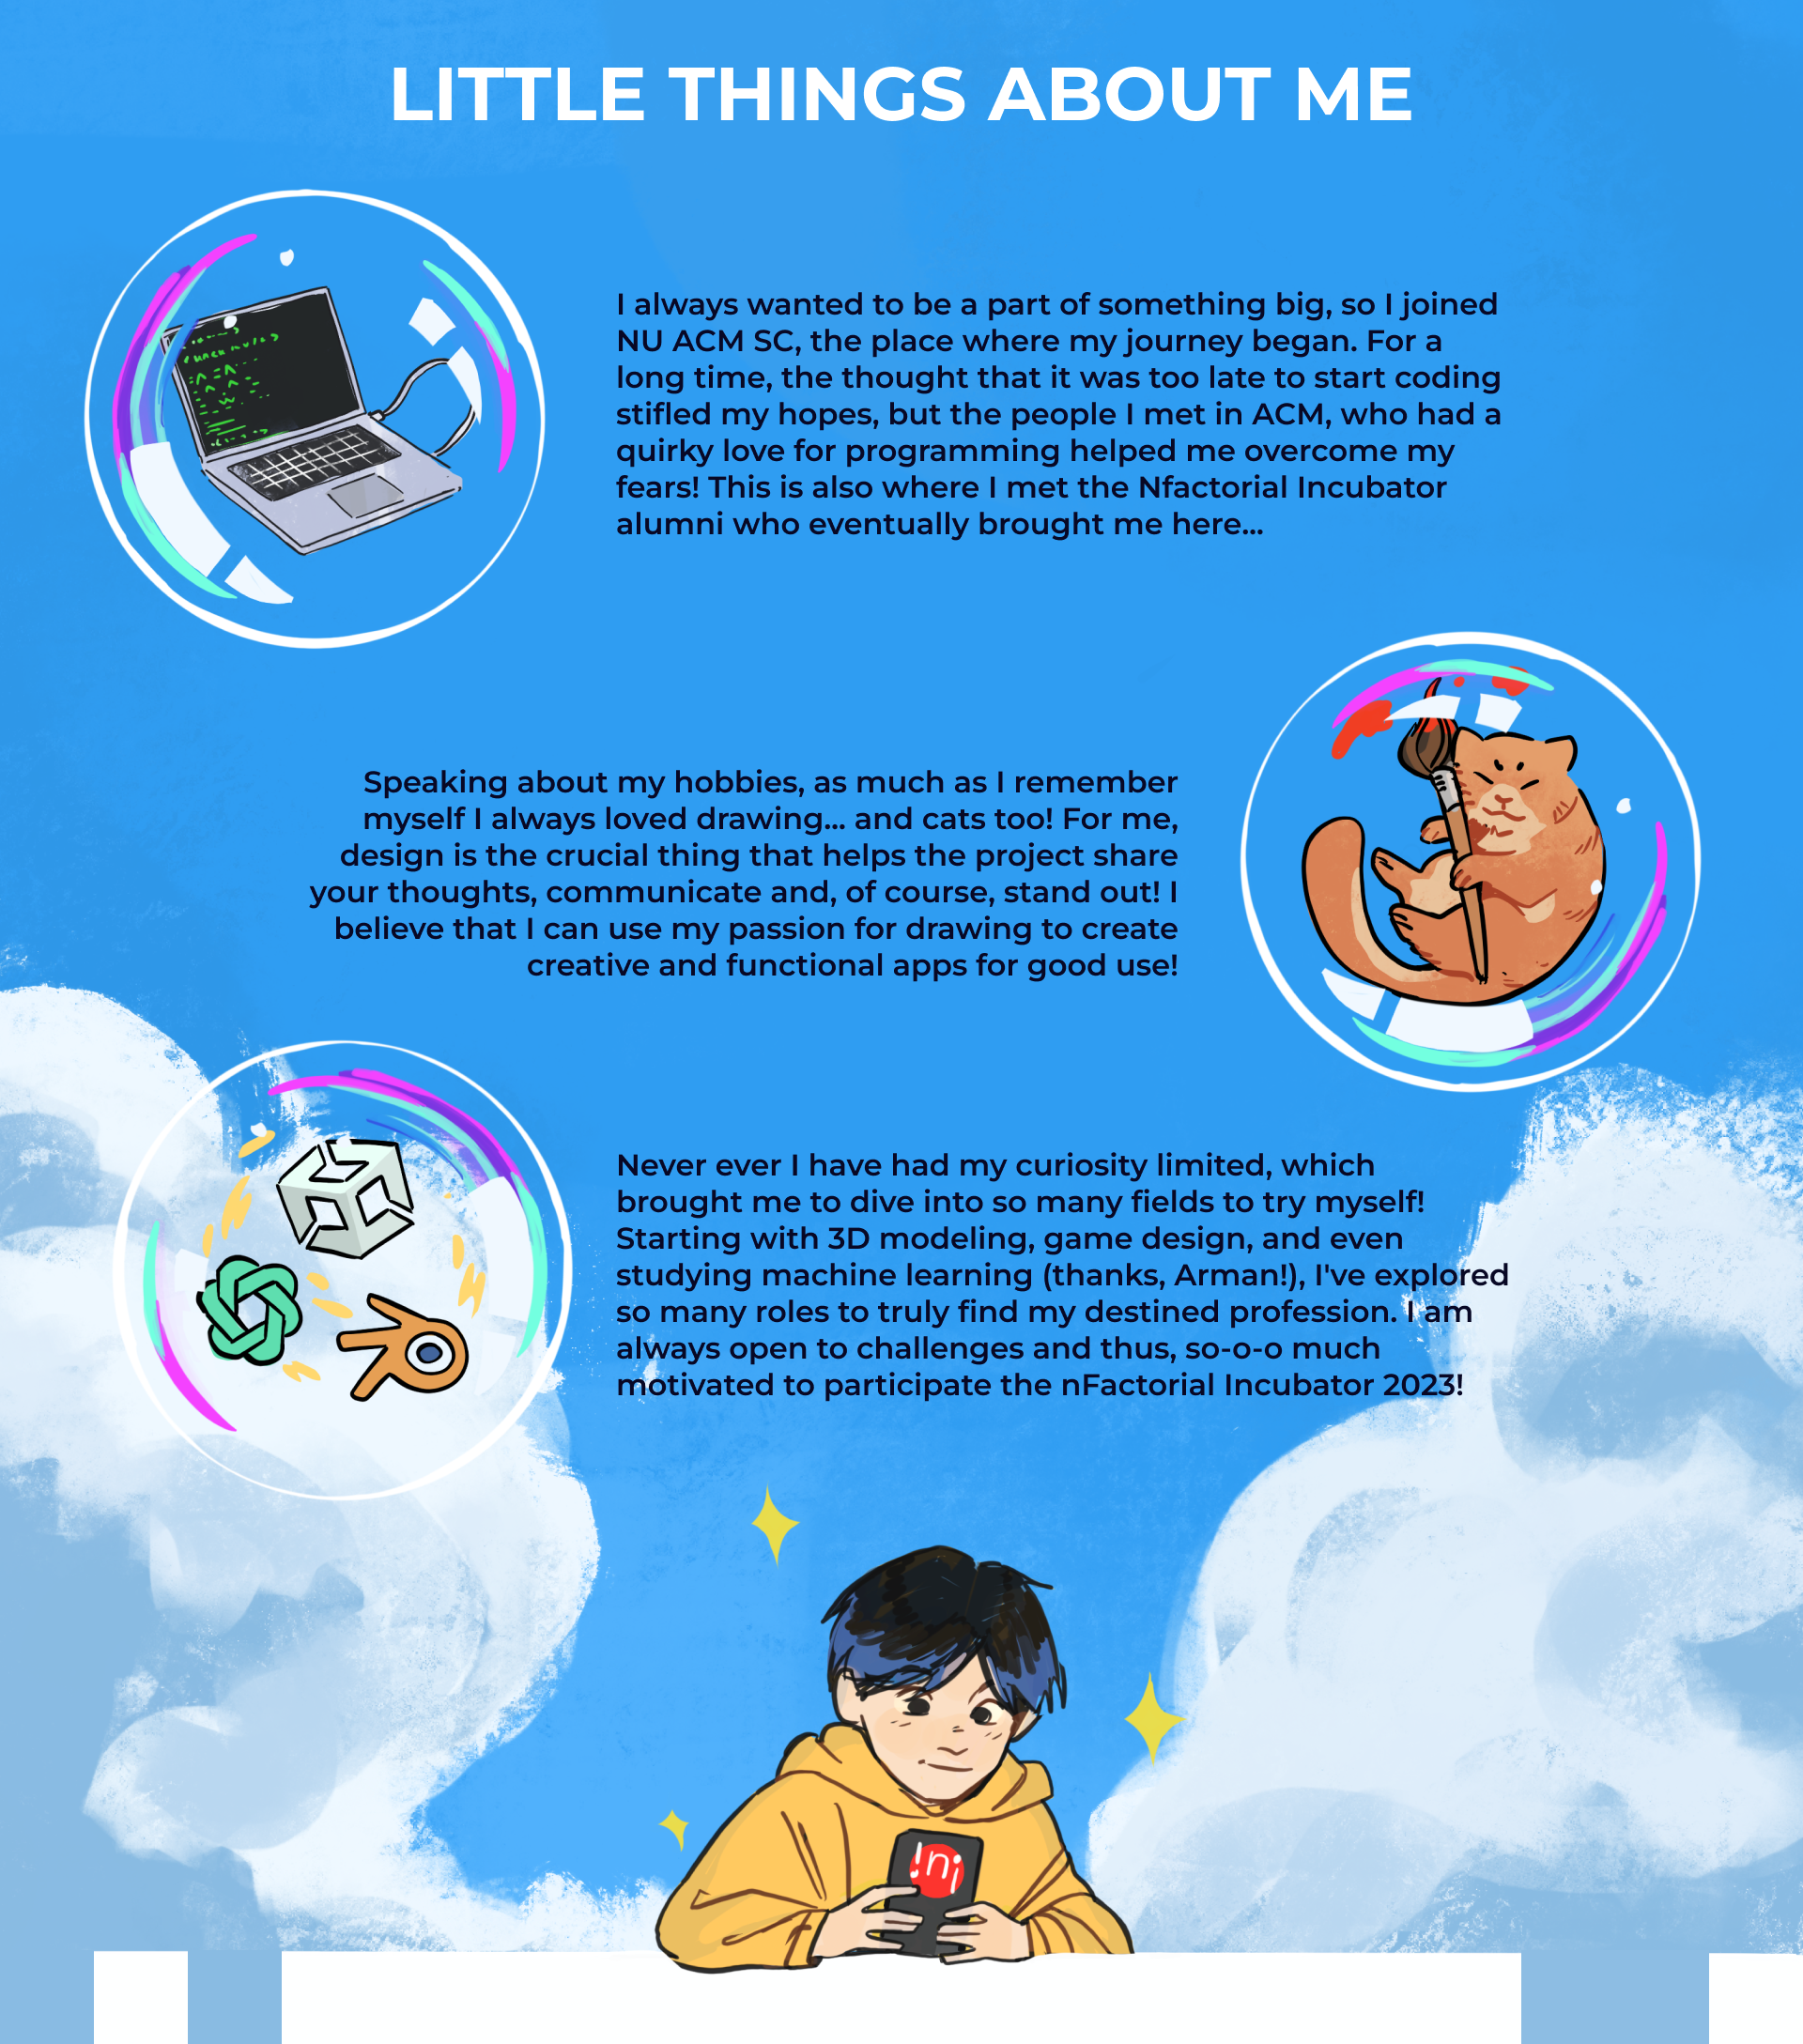 LITTLE THINGS ABOUT ME
I always wanted to be a part of something big, so I joined
NU ACM SC, the place where my journey began. For a
long time, the thought that it was too late to start coding
stifled my hopes, but the people I met in ACM, who had a
quirky love for programming helped me overcome my
fears! This is also where I met the Nfactorial Incubator
alumni who eventually brought me here...
Speaking about my hobbies, as much as I remember
myself I always loved drawing... and cats too! For me,
design is the crucial thing that helps the project share
your thoughts, communicate and, of course, stand out! I
believe that I can use my passion for drawing to create
creative and functional apps for good use!
Never ever I have had my curiosity limited, which
brought me to dive into so many fields to try myself!
Starting with 3D modeling, game design, and even
studying machine learning (thanks, Arman!), I've explored
so many roles to truly find my destined profession. I am
always open to challenges and thus, so-o-o much
motivated to participate the nFactorial Incubator 2023!